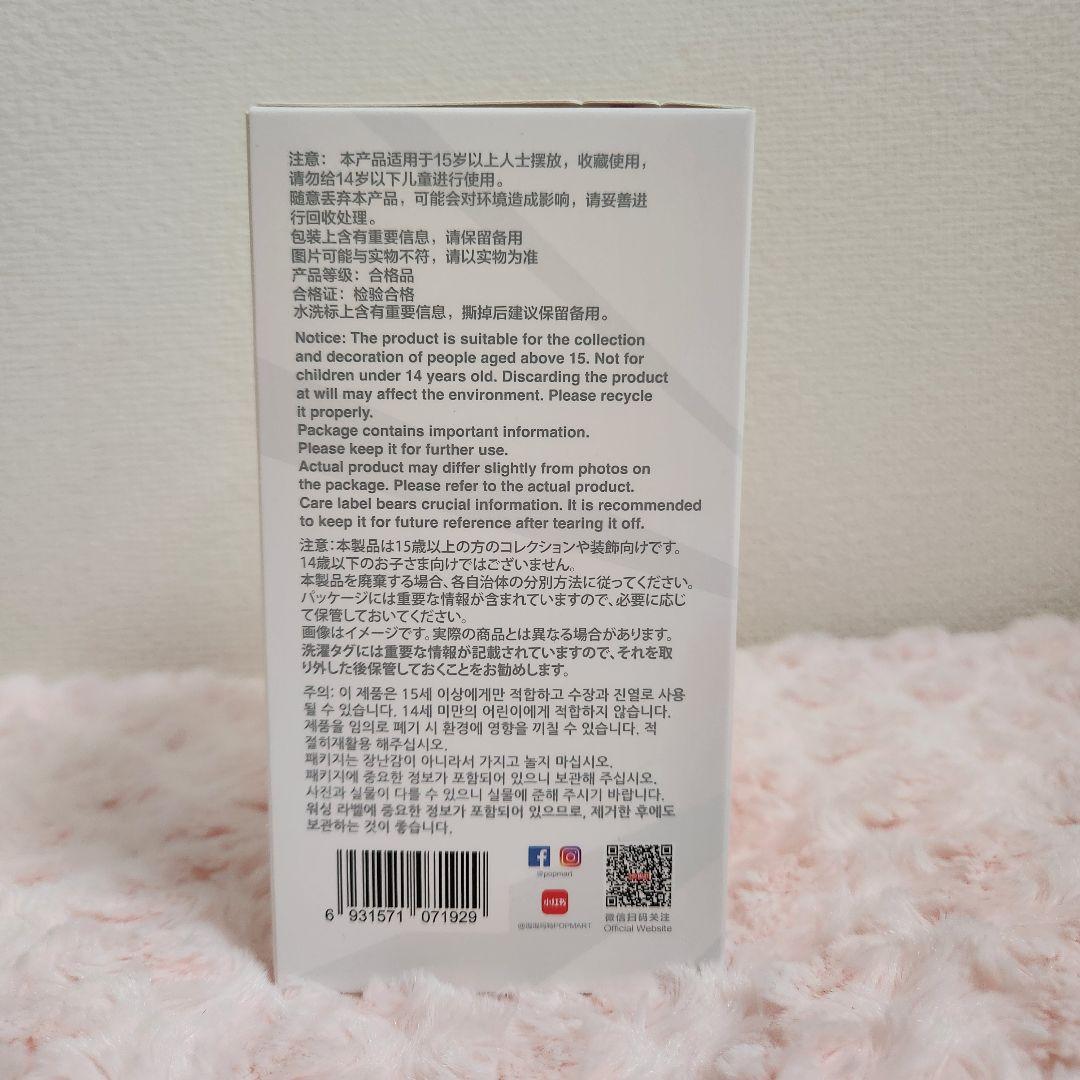 注意： 本产品适用于15岁以上人士摆放，收藏使用，
请勿给14岁以下儿童进行使用。
随意丢弃本产品，可能会对环境造成影响，请妥善进
行回收处理。
包装上含有重要信息，请保留备用
图片可能与实物不符，请以实物为准
产品等级：合格品
合格证：检验合格
水洗标上含有重要信息，撕掉后建议保留备用。
Notice: The product is suitable for the collection
and decoration of people aged above 15. Not for
children under 14 years old. Discarding the product
at will may affect the environment. Please recycle
it properly.
Package contains important information.
Please keep it for further use.
Actual product may differ slightly from photos on
the package. Please refer to the actual product.
Care label bears crucial information. It is recommended
to keep it for future reference after tearing it off.
注意：本製品は15歳以上の方のコレクションや装飾向けです。
14歳以下のお子さま向けではございません。
本製品を廃棄する場合、各自治体の分別方法に従ってください。
パッケージには重要な情報が含まれていますので、必要に応じ
て保管しておいてください。
画像はイメージです。実際の商品とは異なる場合があります。
洗濯タグには重要な情報が記載されていますので、それを取
り外した後保管しておくことをお勧めします。
주의: 이 제품은 15세 이상에게만 적합하고 수장과 진열로 사용
될 수 있습니다. 14세 미만의 어린이에게 적합하지 않습니다.
제품을 임의로 폐기 시 환경에 영향을 끼칠 수 있습니다. 적
절히재활용 해주십시오.
패키지는 장난감이 아니라서 가지고 놀지 마십시오.
패키지에 중요한 정보가 포함되어 있으니 보관해 주십시오.
사진과 실물이 다를 수 있으니 실물에 준해 주시기 바랍니다.
워싱 라벨에 중요한 정보가 포함되어 있으므로, 제거한 후에도
보관하는 것이 좋습니다.
6 931571 071929
@popmart
小红书
@泡泡玛特POPMART
微信扫码关注
Official Website